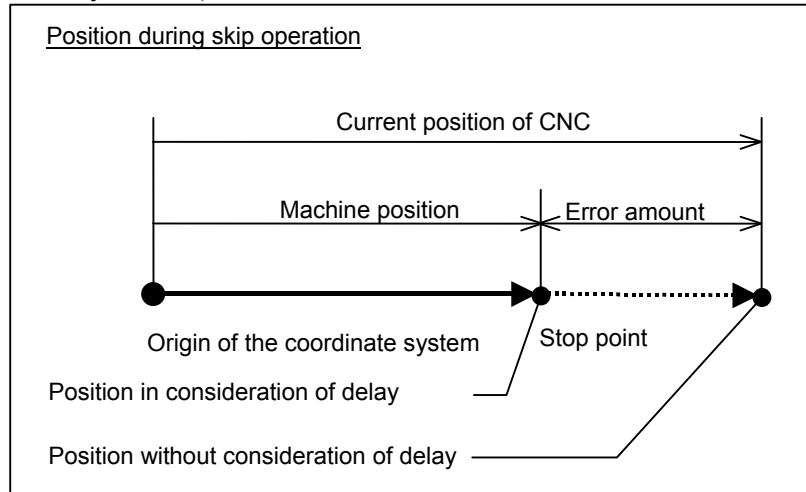 Position during skip operation
Current position of CNC
Machine position
Error amount
Origin of the coordinate system
Stop point
Position in consideration of delay
Position without consideration of delay